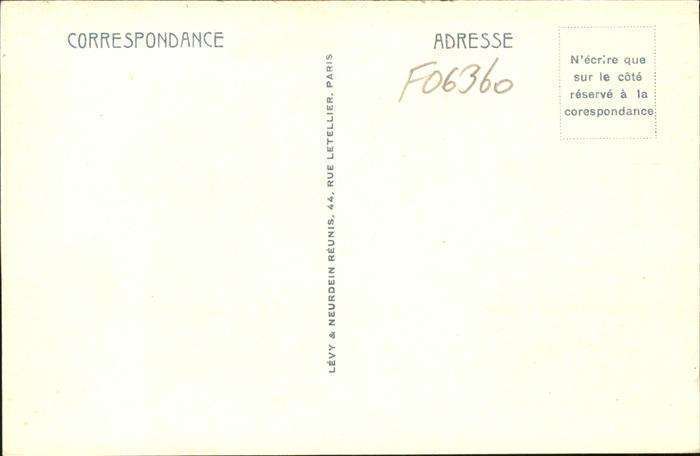 CORRESPONDANCE
LÉVY & NEURDEIN RÉUNIS, 44, RUE LETELLIER, PARIS
ADRESSE
F06360
N'écrire que
sur le côté
réservé à la
corespondance